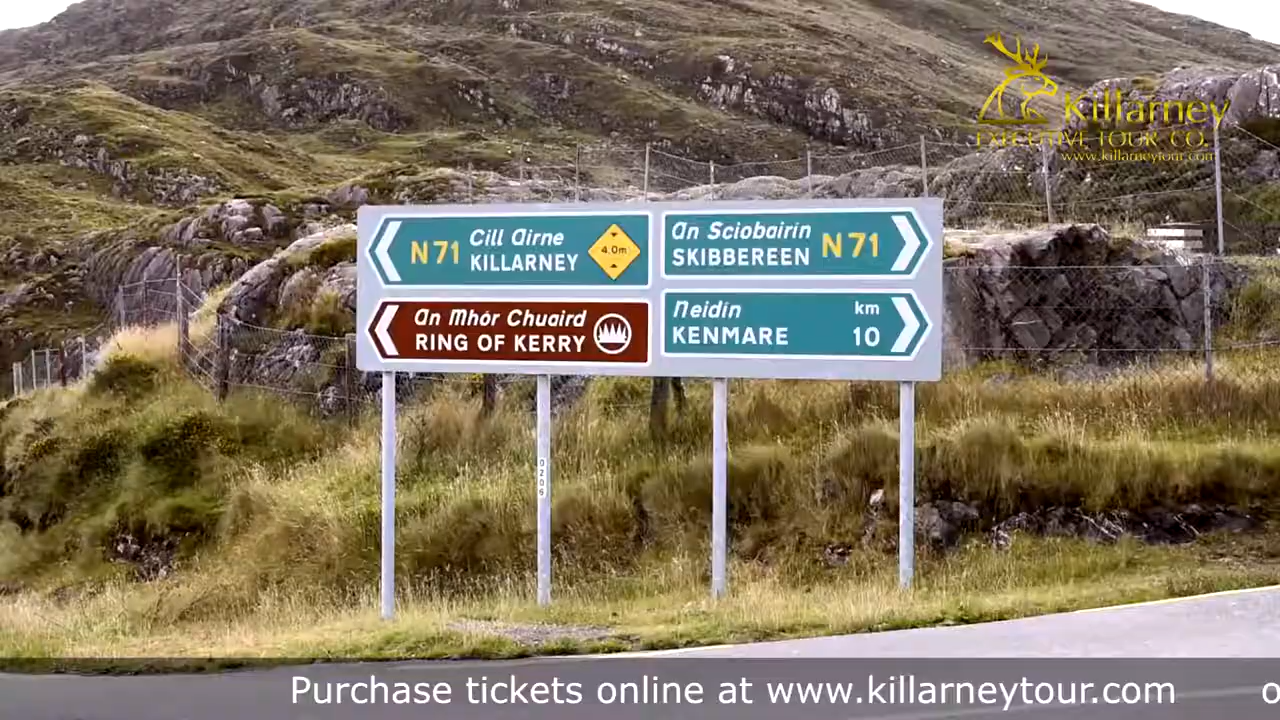 Killarney
EXECUTIVE TOUR CO.
www.killarneytour.com
N71
Cill Airne
KILLARNEY
4.0m
An Sciobairín
SKIBBEREEN
N71
An Mhór Chuaird
RING OF KERRY
Neidín
KENMARE
km
10
0206
Purchase tickets online at www.killarneytour.com
o